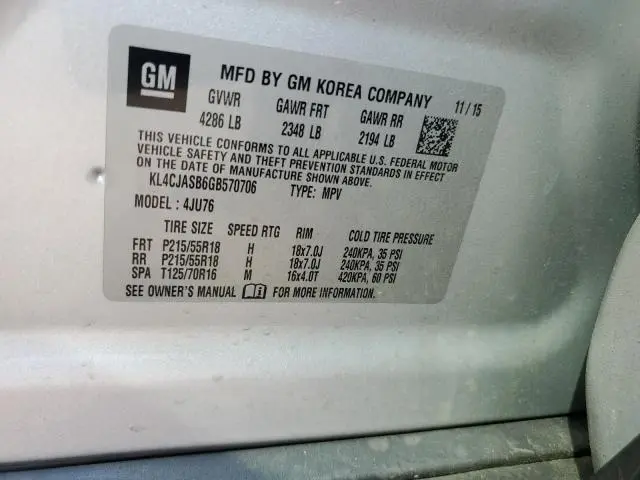 GM
MFD BY GM KOREA COMPANY 11/15
GVWR GAWR FRT GAWR RR
4286 LB 2348 LB 2194 LB
THIS VEHICLE CONFORMS TO ALL APPLICABLE U.S. FEDERAL MOTOR
VEHICLE SAFETY AND THEFT PREVENTION STANDARDS IN EFFECT ON
THE DATE OF MANUFACTURE SHOWN ABOVE.
KL4CJASB6GB570706 TYPE: MPV
MODEL: 4JU76
TIRE SIZE SPEED RTG RIM COLD TIRE PRESSURE
FRT P215/55R18 H 18x7.0J 240KPA, 35 PSI
RR P215/55R18 H 18x7.0J 240KPA, 35 PSI
SPA T125/70R16 M 16x4.0T 420KPA, 60 PSI
SEE OWNER'S MANUAL FOR MORE INFORMATION.